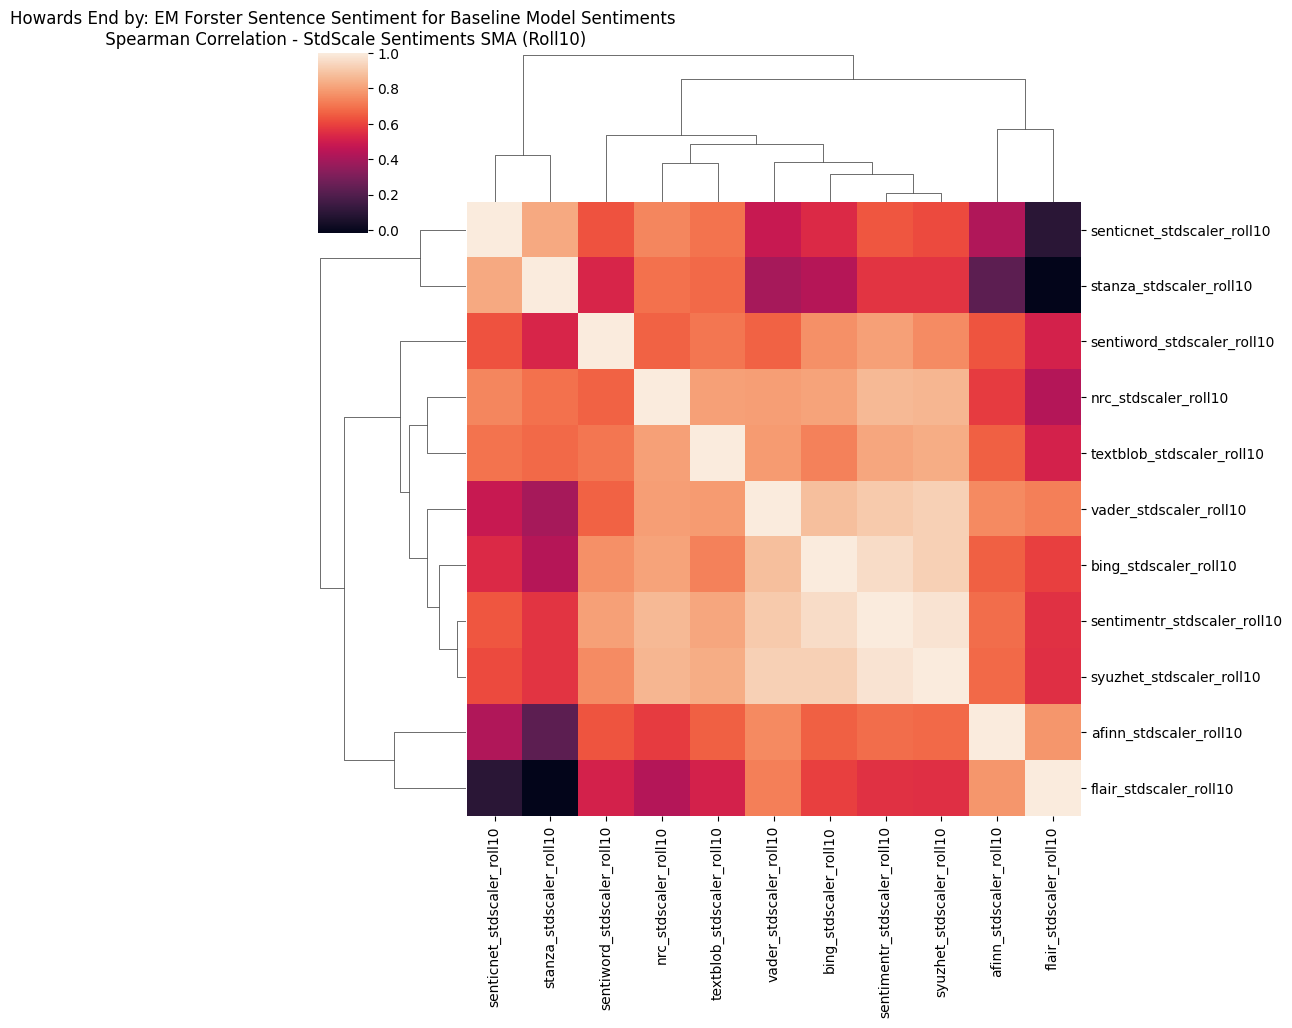 Howards End by: EM Forster Sentence Sentiment for Baseline Model Sentiments
Spearman Correlation - StdScale Sentiments SMA (Roll10)
1.0
0.8
0.6
0.4
0.2
0.0
senticnet_stdscaler_roll10
stanza_stdscaler_roll10
sentiword_stdscaler_roll10
nrc_stdscaler_roll10
textblob_stdscaler_roll10
vader_stdscaler_roll10
bing_stdscaler_roll10
sentimentr_stdscaler_roll10
syuzhet_stdscaler_roll10
afinn_stdscaler_roll10
flair_stdscaler_roll10
senticnet_stdscaler_roll10
stanza_stdscaler_roll10
sentiword_stdscaler_roll10
nrc_stdscaler_roll10
textblob_stdscaler_roll10
vader_stdscaler_roll10
bing_stdscaler_roll10
sentimentr_stdscaler_roll10
syuzhet_stdscaler_roll10
afinn_stdscaler_roll10
flair_stdscaler_roll10